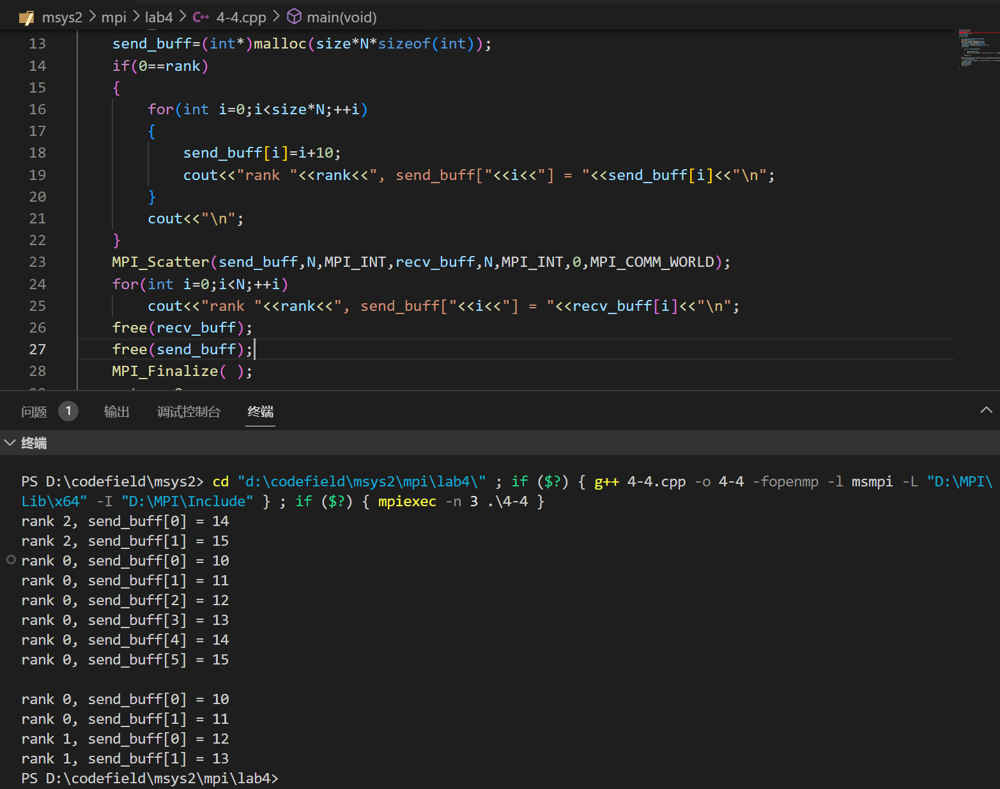 msys2 > mpi > lab4 > C++ 4-4.cpp > main(void)
13 send_buff=(int*)malloc(size*N*sizeof(int));
14 if(0==rank)
15 {
16 for(int i=0;i<size*N;++i)
17 {
18 send_buff[i]=i+10;
19 cout<<"rank "<<rank<<", send_buff["<<i<<"] = "<<send_buff[i]<<"\n";
20 }
21 cout<<"\n";
22 }
23 MPI_Scatter(send_buff,N,MPI_INT,recv_buff,N,MPI_INT,0,MPI_COMM_WORLD);
24 for(int i=0;i<N;++i)
25 cout<<"rank "<<rank<<", send_buff["<<i<<"] = "<<recv_buff[i]<<"\n";
26 free(recv_buff);
27 free(send_buff);
28 MPI_Finalize( );
问题 1 输出 调试控制台 终端
终端
PS D:\codefield\msys2> cd "d:\codefield\msys2\mpi\lab4\" ; if ($?) { g++ 4-4.cpp -o 4-4 -fopenmp -l msmpi -L "D:\MPI\
Lib\x64" -I "D:\MPI\Include" } ; if ($?) { mpiexec -n 3 .\4-4 }
rank 2, send_buff[0] = 14
rank 2, send_buff[1] = 15
rank 0, send_buff[0] = 10
rank 0, send_buff[1] = 11
rank 0, send_buff[2] = 12
rank 0, send_buff[3] = 13
rank 0, send_buff[4] = 14
rank 0, send_buff[5] = 15
rank 0, send_buff[0] = 10
rank 0, send_buff[1] = 11
rank 1, send_buff[0] = 12
rank 1, send_buff[1] = 13
PS D:\codefield\msys2\mpi\lab4>